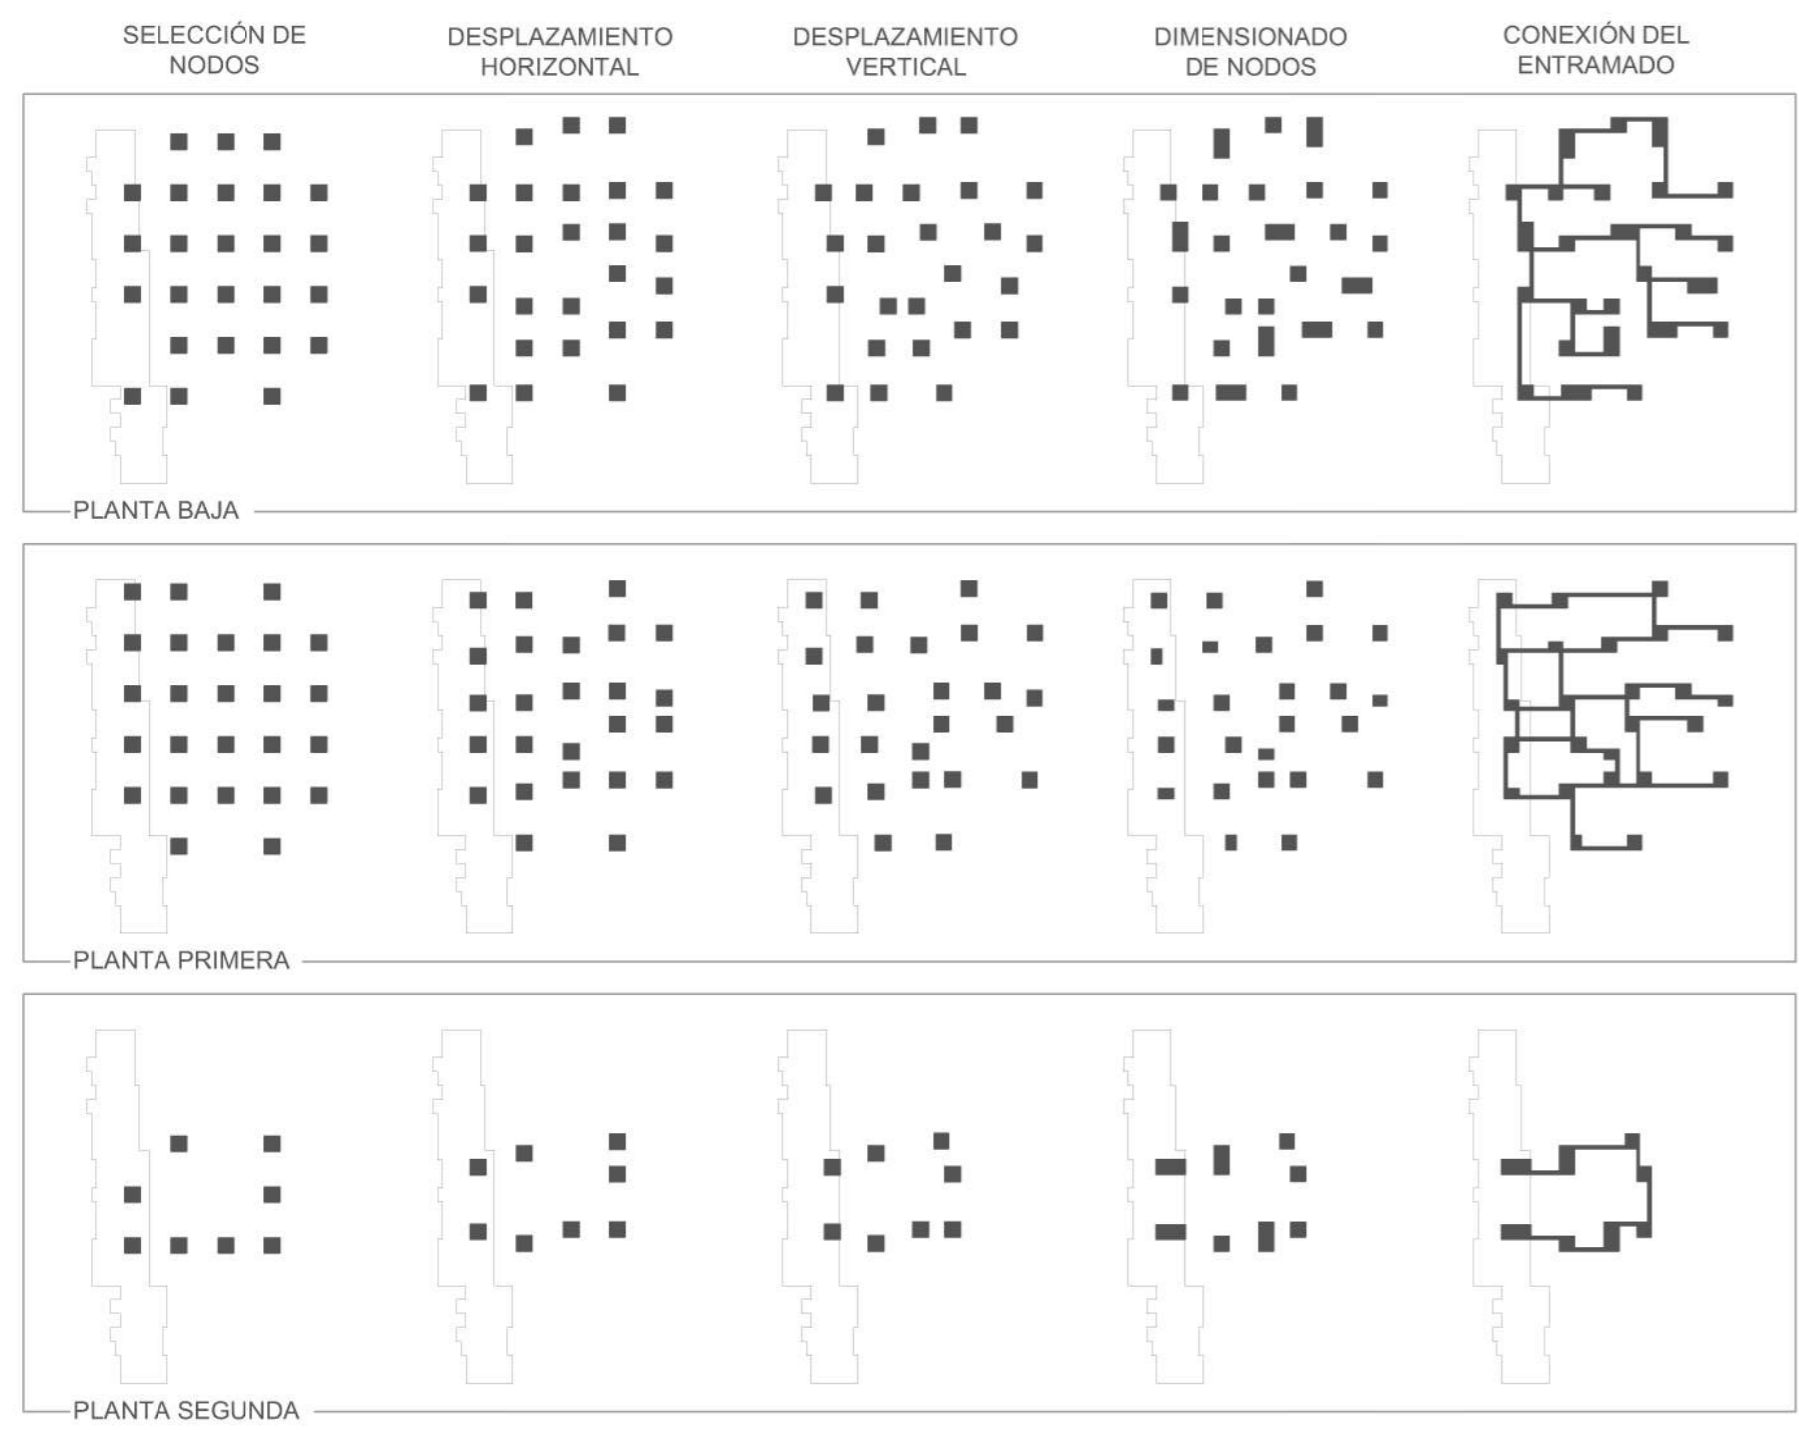 SELECCIÓN DE
NODOS
DESPLAZAMIENTO
HORIZONTAL
DESPLAZAMIENTO
VERTICAL
DIMENSIONADO
DE NODOS
CONEXIÓN DEL
ENTRAMADO
PLANTA BAJA
PLANTA PRIMERA
PLANTA SEGUNDA